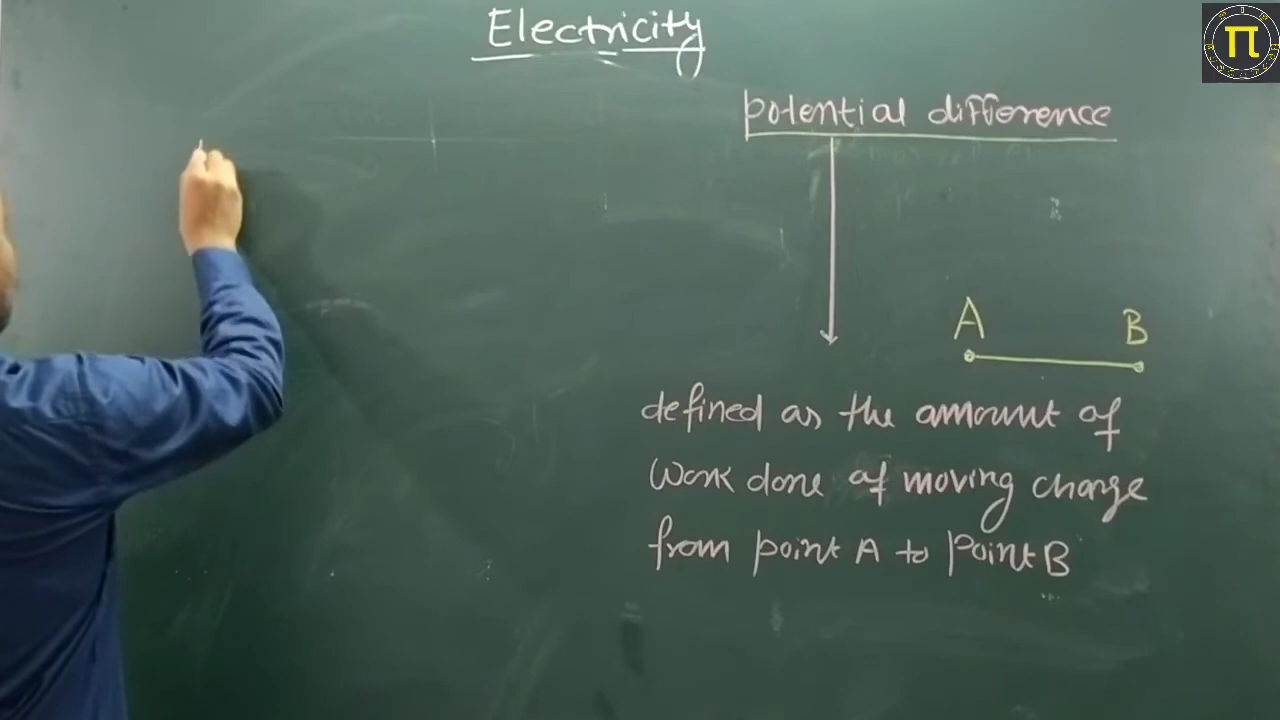 Electricity
potential difference
A B
defined as the amount of
work done of moving charge
from point A to point B
π